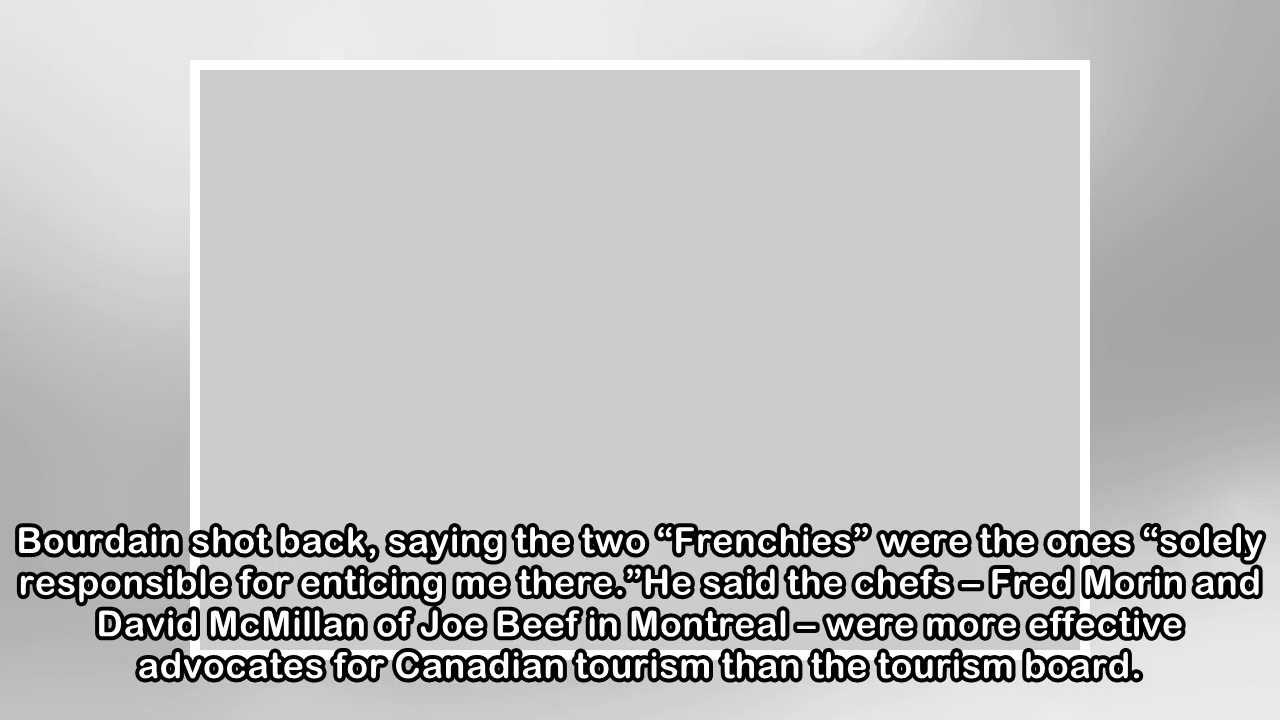 Bourdain shot back, saying the two “Frenchies” were the ones “solely
responsible for enticing me there.”He said the chefs – Fred Morin and
David McMillan of Joe Beef in Montreal – were more effective
advocates for Canadian tourism than the tourism board.